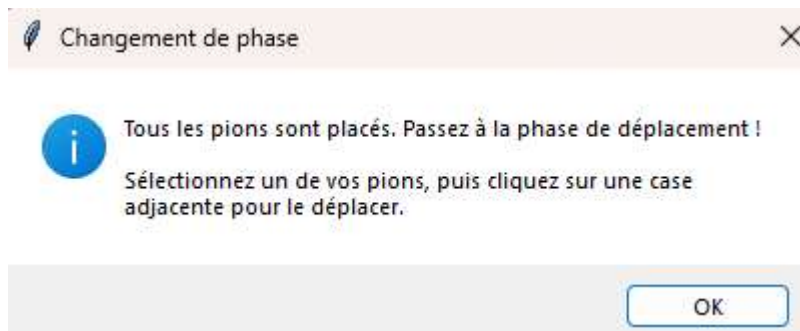 Changement de phase
Tous les pions sont placés. Passez à la phase de déplacement !
Sélectionnez un de vos pions, puis cliquez sur une case
adjacente pour le déplacer.
OK